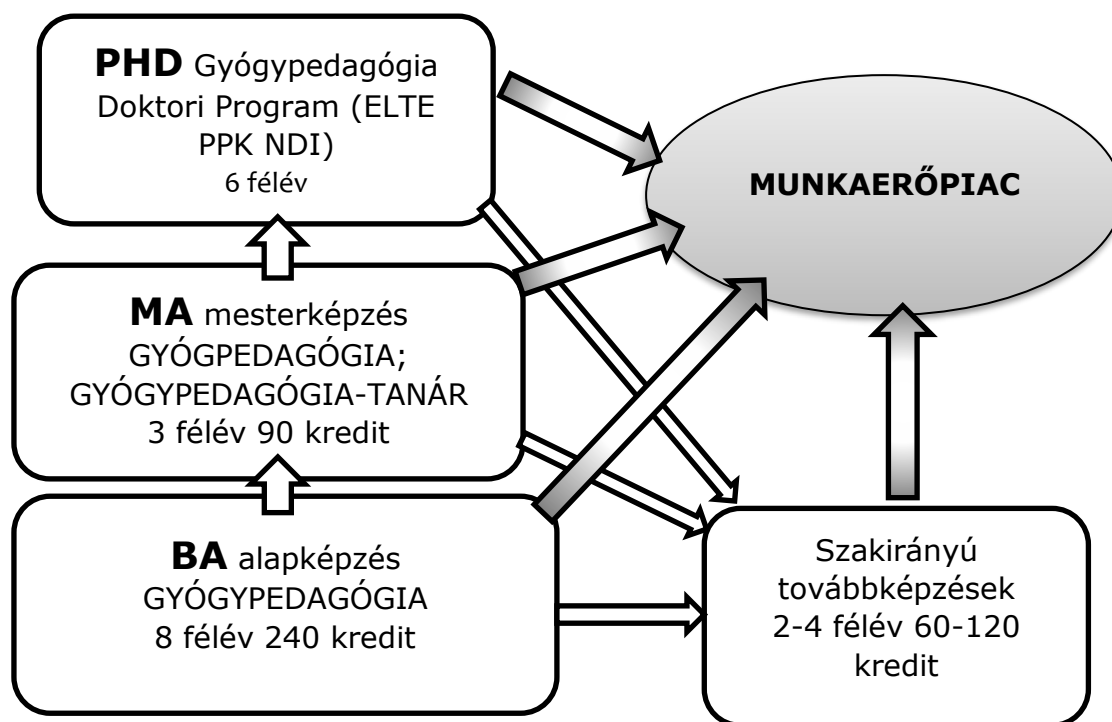 PHD Gyógypedagógia
Doktori Program (ELTE
PPK NDI)
6 félév
MUNKAERŐPIAC
MA mesterképzés
GYÓGPEDAGÓGIA;
GYÓGYPEDAGÓGIA-TANÁR
3 félév 90 kredit
BA alapképzés
GYÓGYPEDAGÓGIA
8 félév 240 kredit
Szakirányú
továbbképzések
2-4 félév 60-120
kredit